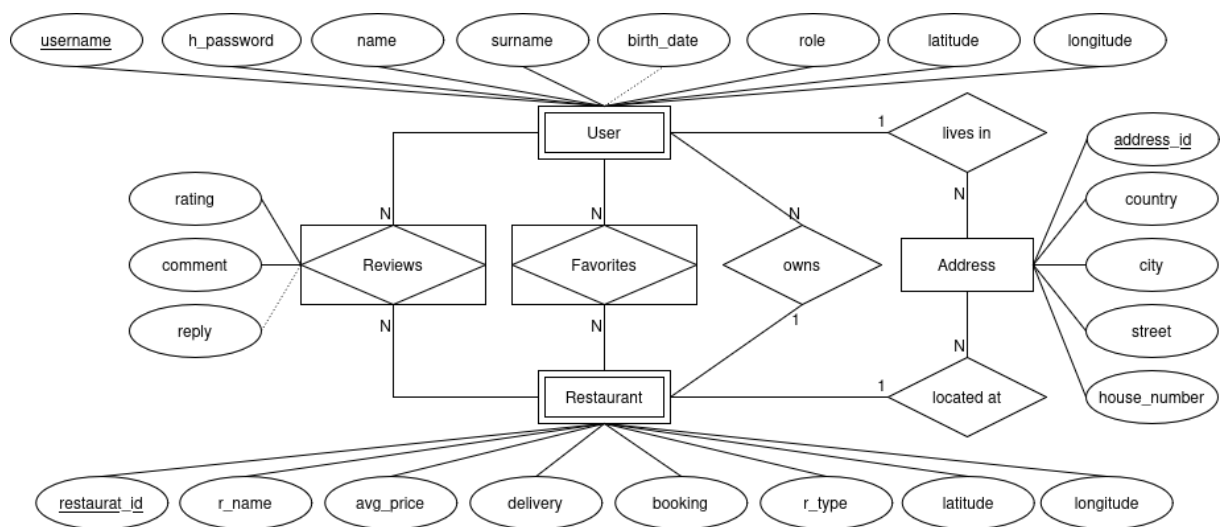 username
h_password
name
surname
birth_date
role
latitude
longitude
User
1
lives in
address_id
N
country
rating
N
N
N
comment
Reviews
Favorites
owns
Address
city
reply
N
N
1
N
street
Restaurant
1
located at
house_number
restaurat_id
r_name
avg_price
delivery
booking
r_type
latitude
longitude